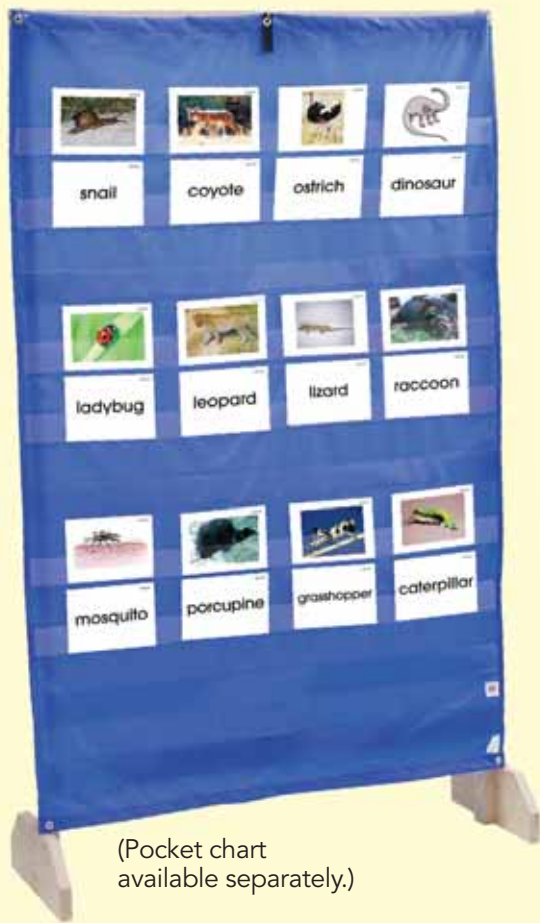 snail coyote ostrich dinosaur
ladybug leopard lizard raccoon
mosquito porcupine grasshopper caterpillar
(Pocket chart
available separately.)